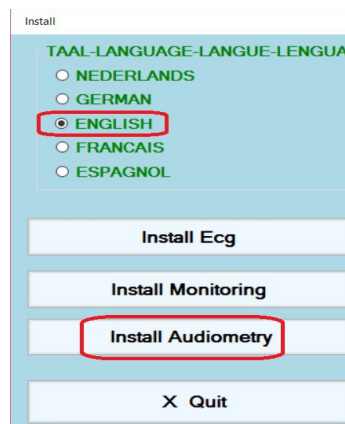 Install
TAAL-LANGUAGE-LANGUE-LENGUA
NEDERLANDS
GERMAN
ENGLISH
FRANCAIS
ESPAGNOL
Install Ecg
Install Monitoring
Install Audiometry
X Quit